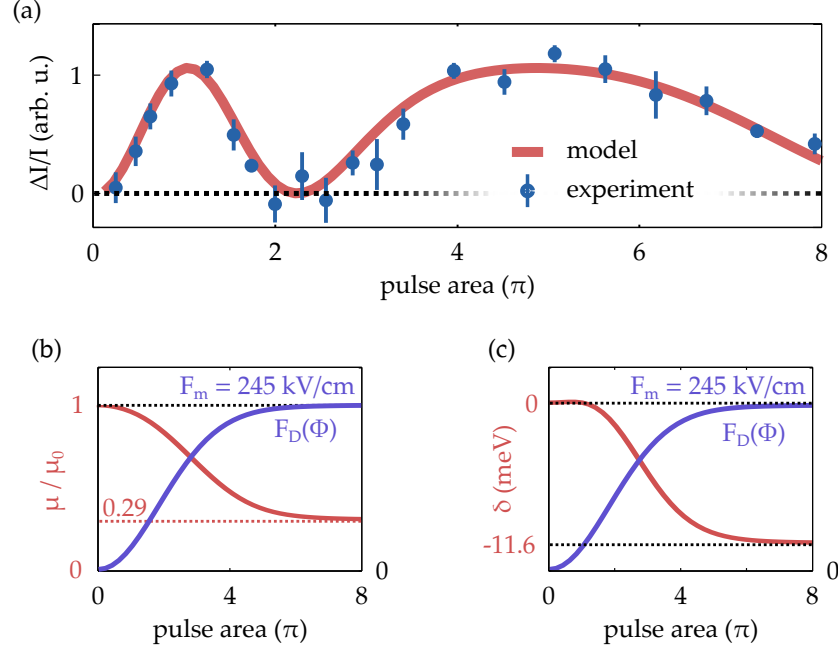 (a)
ΔI/I (arb. u.)
1
0
model
experiment
0 2 4 6 8
pulse area (π)
(b)
μ / μ₀
1
0.29
0
F_m = 245 kV/cm
F_D(Φ)
0
0 4 8
pulse area (π)
(c)
δ (meV)
0
-11.6
F_m = 245 kV/cm
F_D(Φ)
0
0 4 8
pulse area (π)